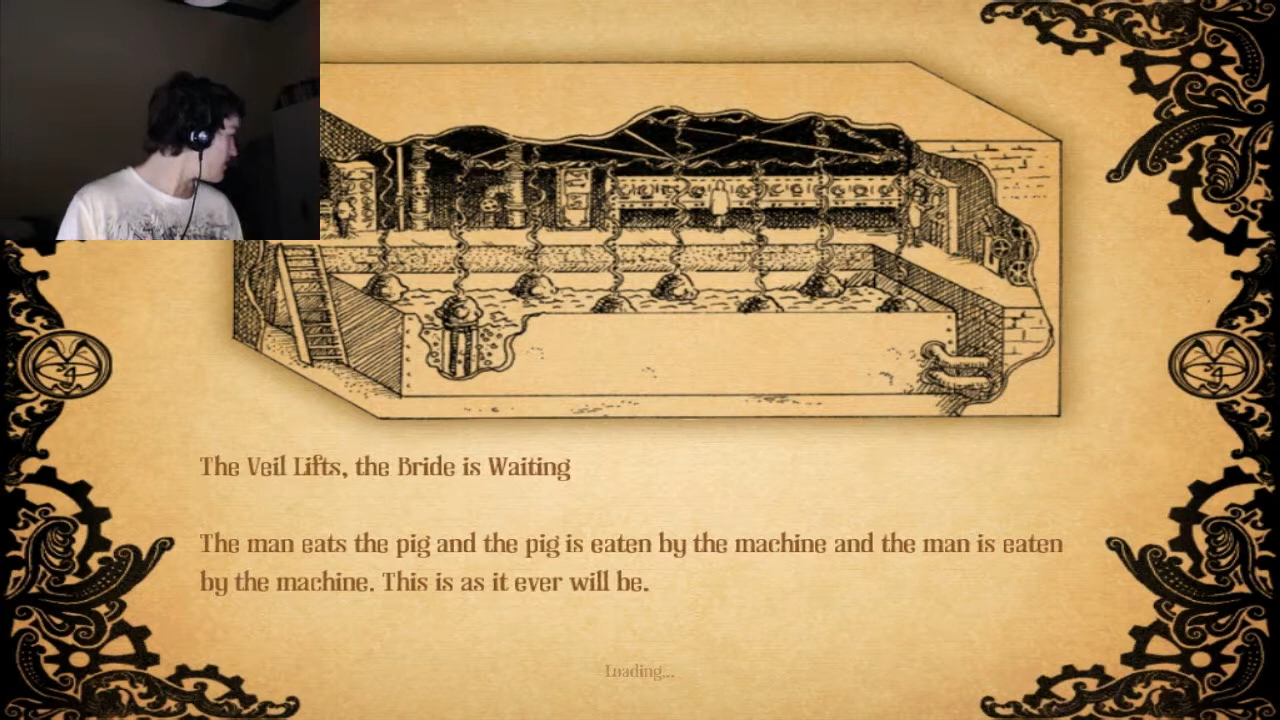 The Veil Lifts, the Bride is Waiting
The man eats the pig and the pig is eaten by the machine and the man is eaten
by the machine. This is as it ever will be.
Loading...